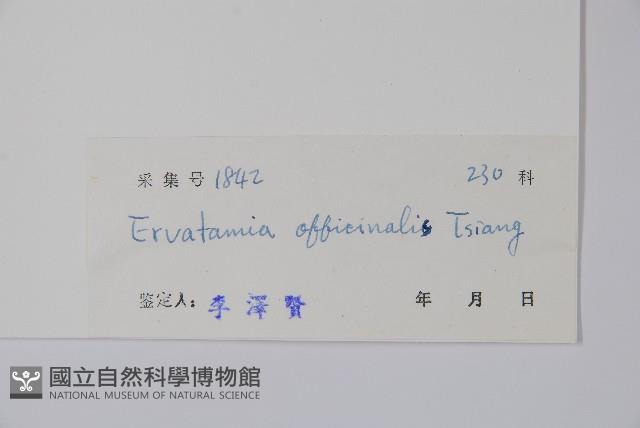 采集号 1842 230 科
Ervatamia officinalis Tsiang
鉴定人: 李澤賢 年 月 日
國立自然科學博物館
NATIONAL MUSEUM OF NATURAL SCIENCE